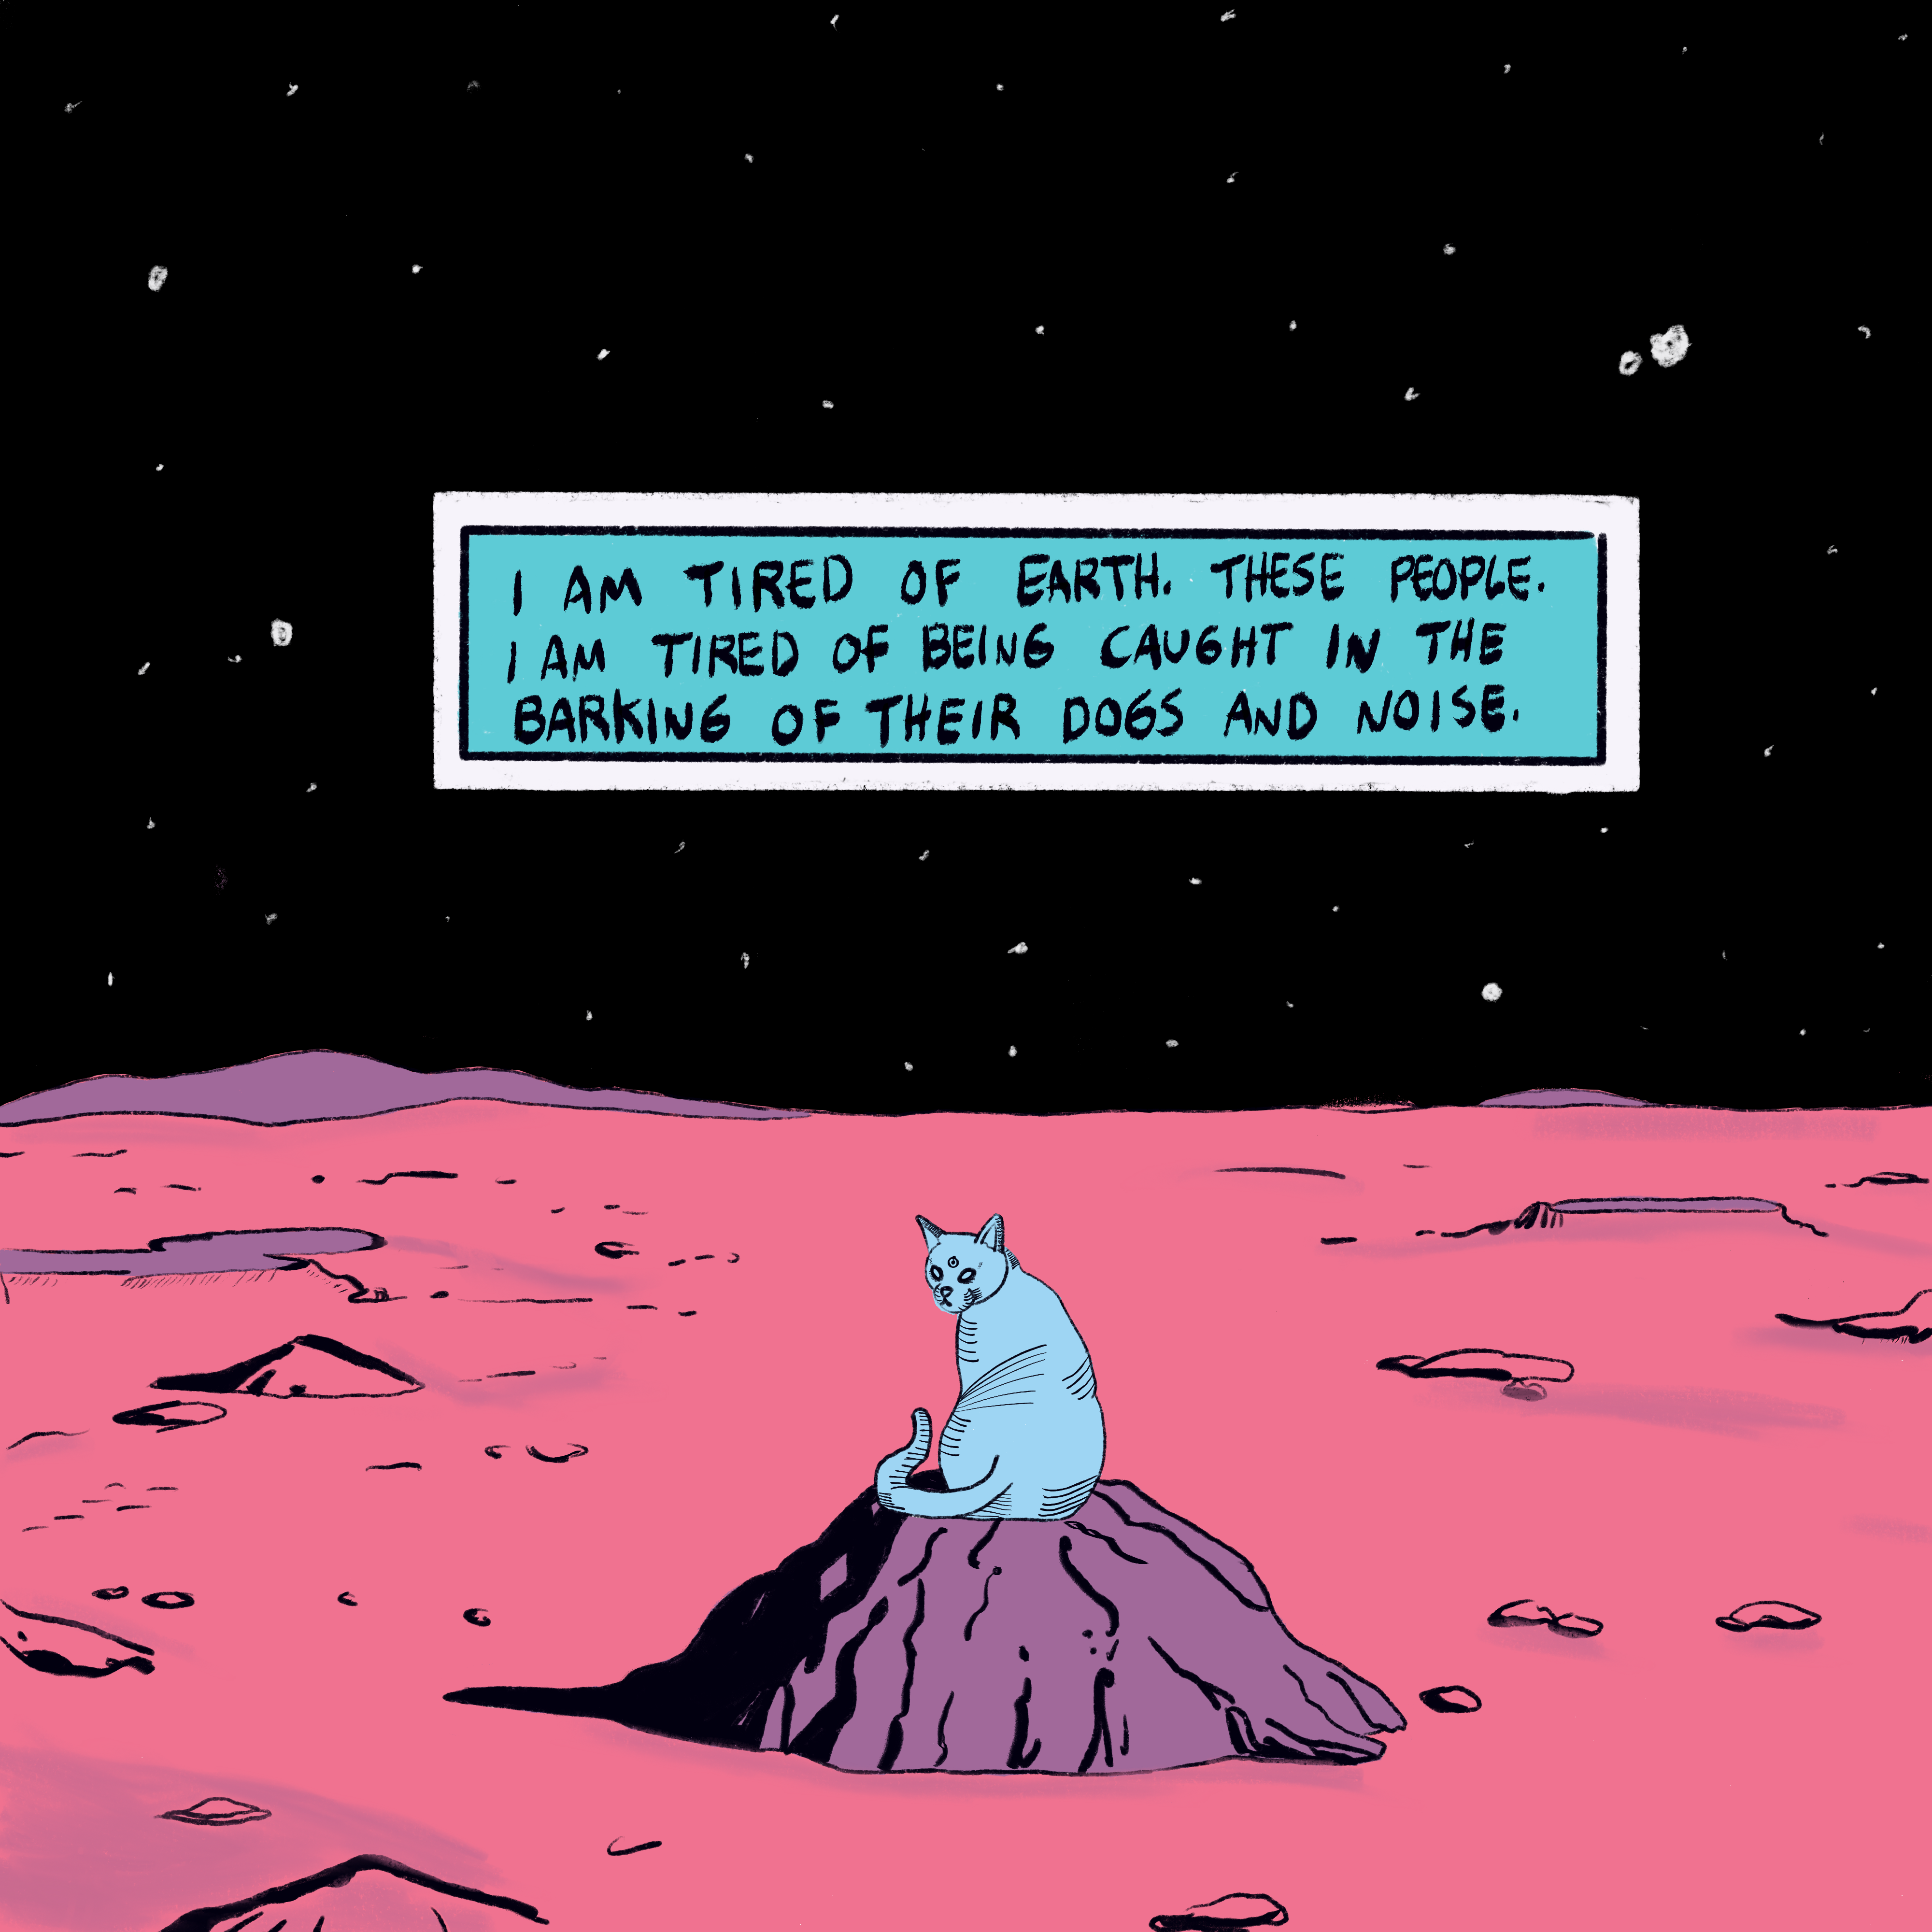 I AM TIRED OF EARTH. THESE PEOPLE.
I AM TIRED OF BEING CAUGHT IN THE
BARKING OF THEIR DOGS AND NOISE.